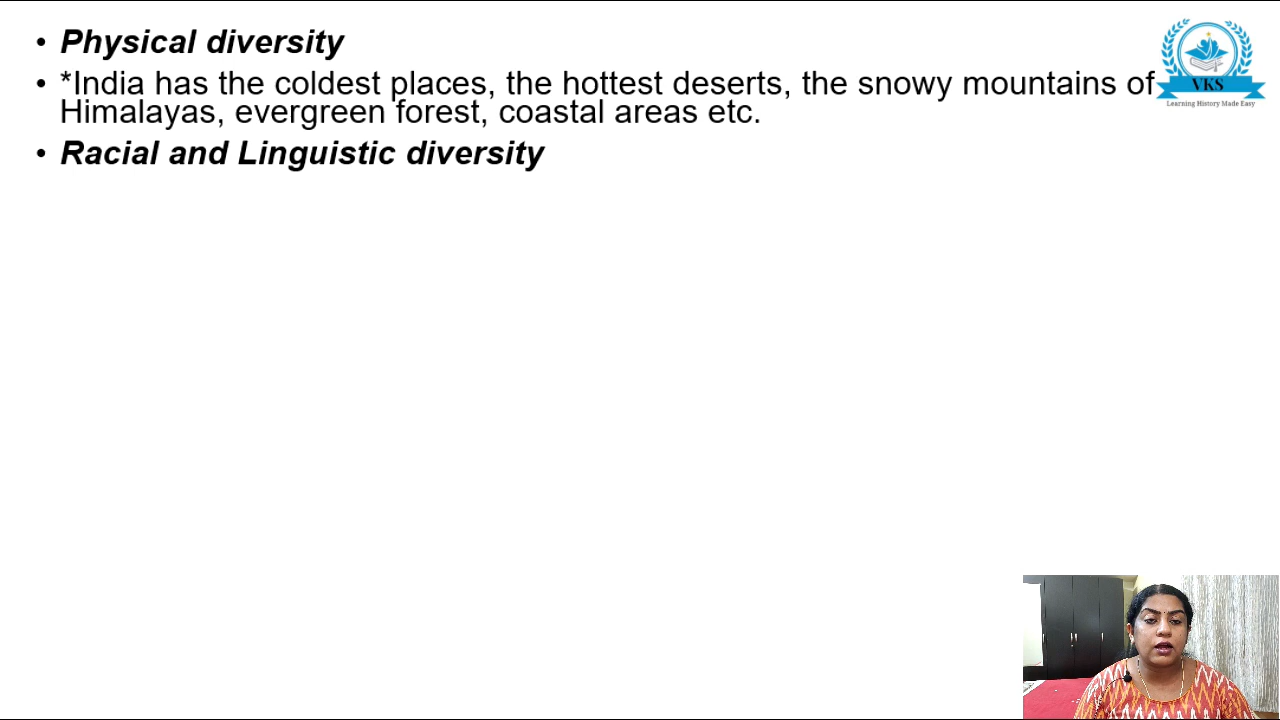 • Physical diversity
• *India has the coldest places, the hottest deserts, the snowy mountains of
Himalayas, evergreen forest, coastal areas etc.
• Racial and Linguistic diversity
VKS
Learning History Made Easy